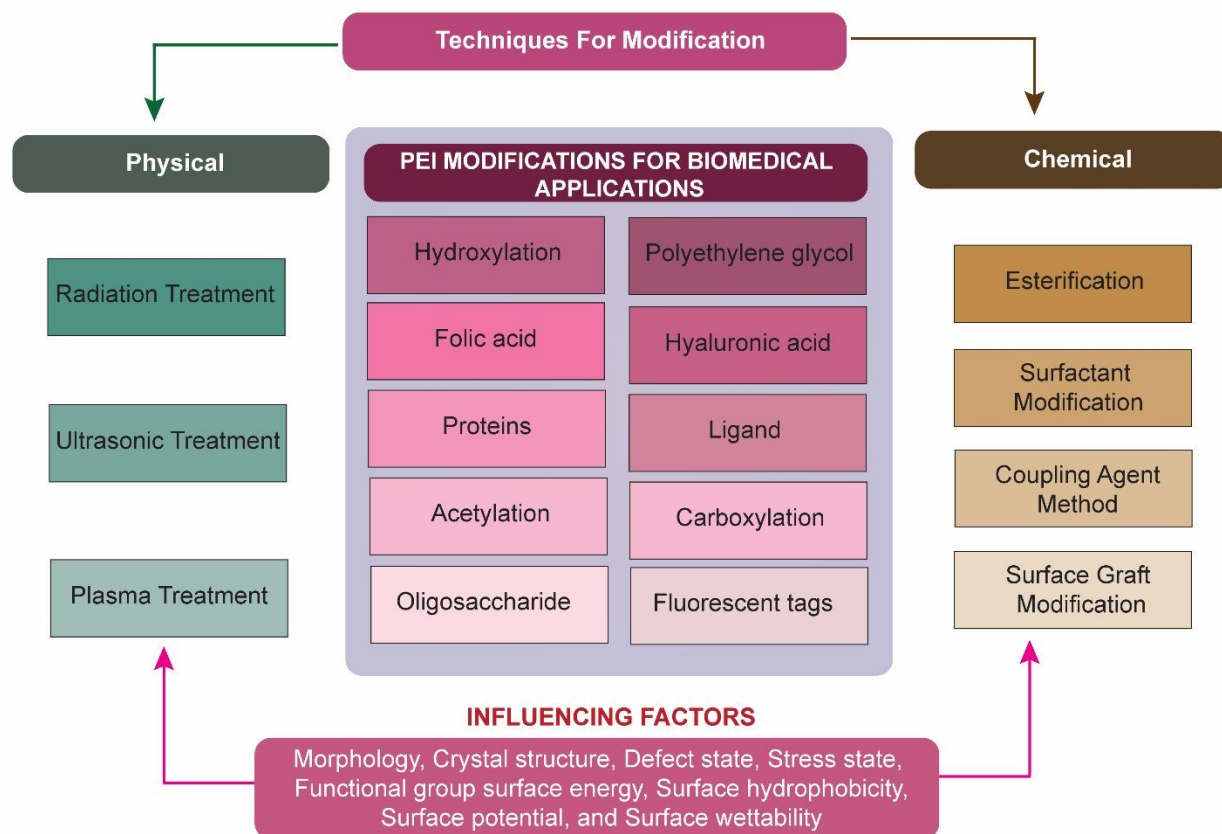 Techniques For Modification
Physical
Radiation Treatment
Ultrasonic Treatment
Plasma Treatment
PEI MODIFICATIONS FOR BIOMEDICAL
APPLICATIONS
Hydroxylation
Polyethylene glycol
Folic acid
Hyaluronic acid
Proteins
Ligand
Acetylation
Carboxylation
Oligosaccharide
Fluorescent tags
Chemical
Esterification
Surfactant
Modification
Coupling Agent
Method
Surface Graft
Modification
INFLUENCING FACTORS
Morphology, Crystal structure, Defect state, Stress state,
Functional group surface energy, Surface hydrophobicity,
Surface potential, and Surface wettability